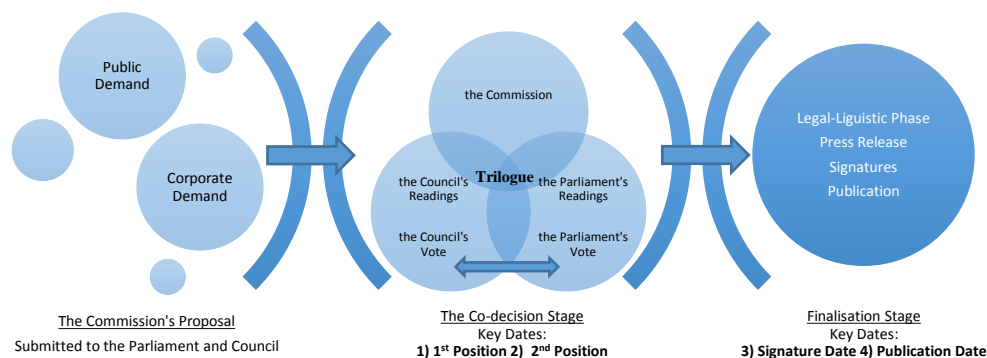 Public
Demand
Corporate
Demand
The Commission's Proposal
Submitted to the Parliament and Council
the Commission
Trilogue
the Council's
Readings
the Parliament's
Readings
the Council's
Vote
the Parliament's
Vote
The Co-decision Stage
Key Dates:
1) 1st Position 2) 2nd Position
Legal-Liguistic Phase
Press Release
Signatures
Publication
Finalisation Stage
Key Dates:
3) Signature Date 4) Publication Date